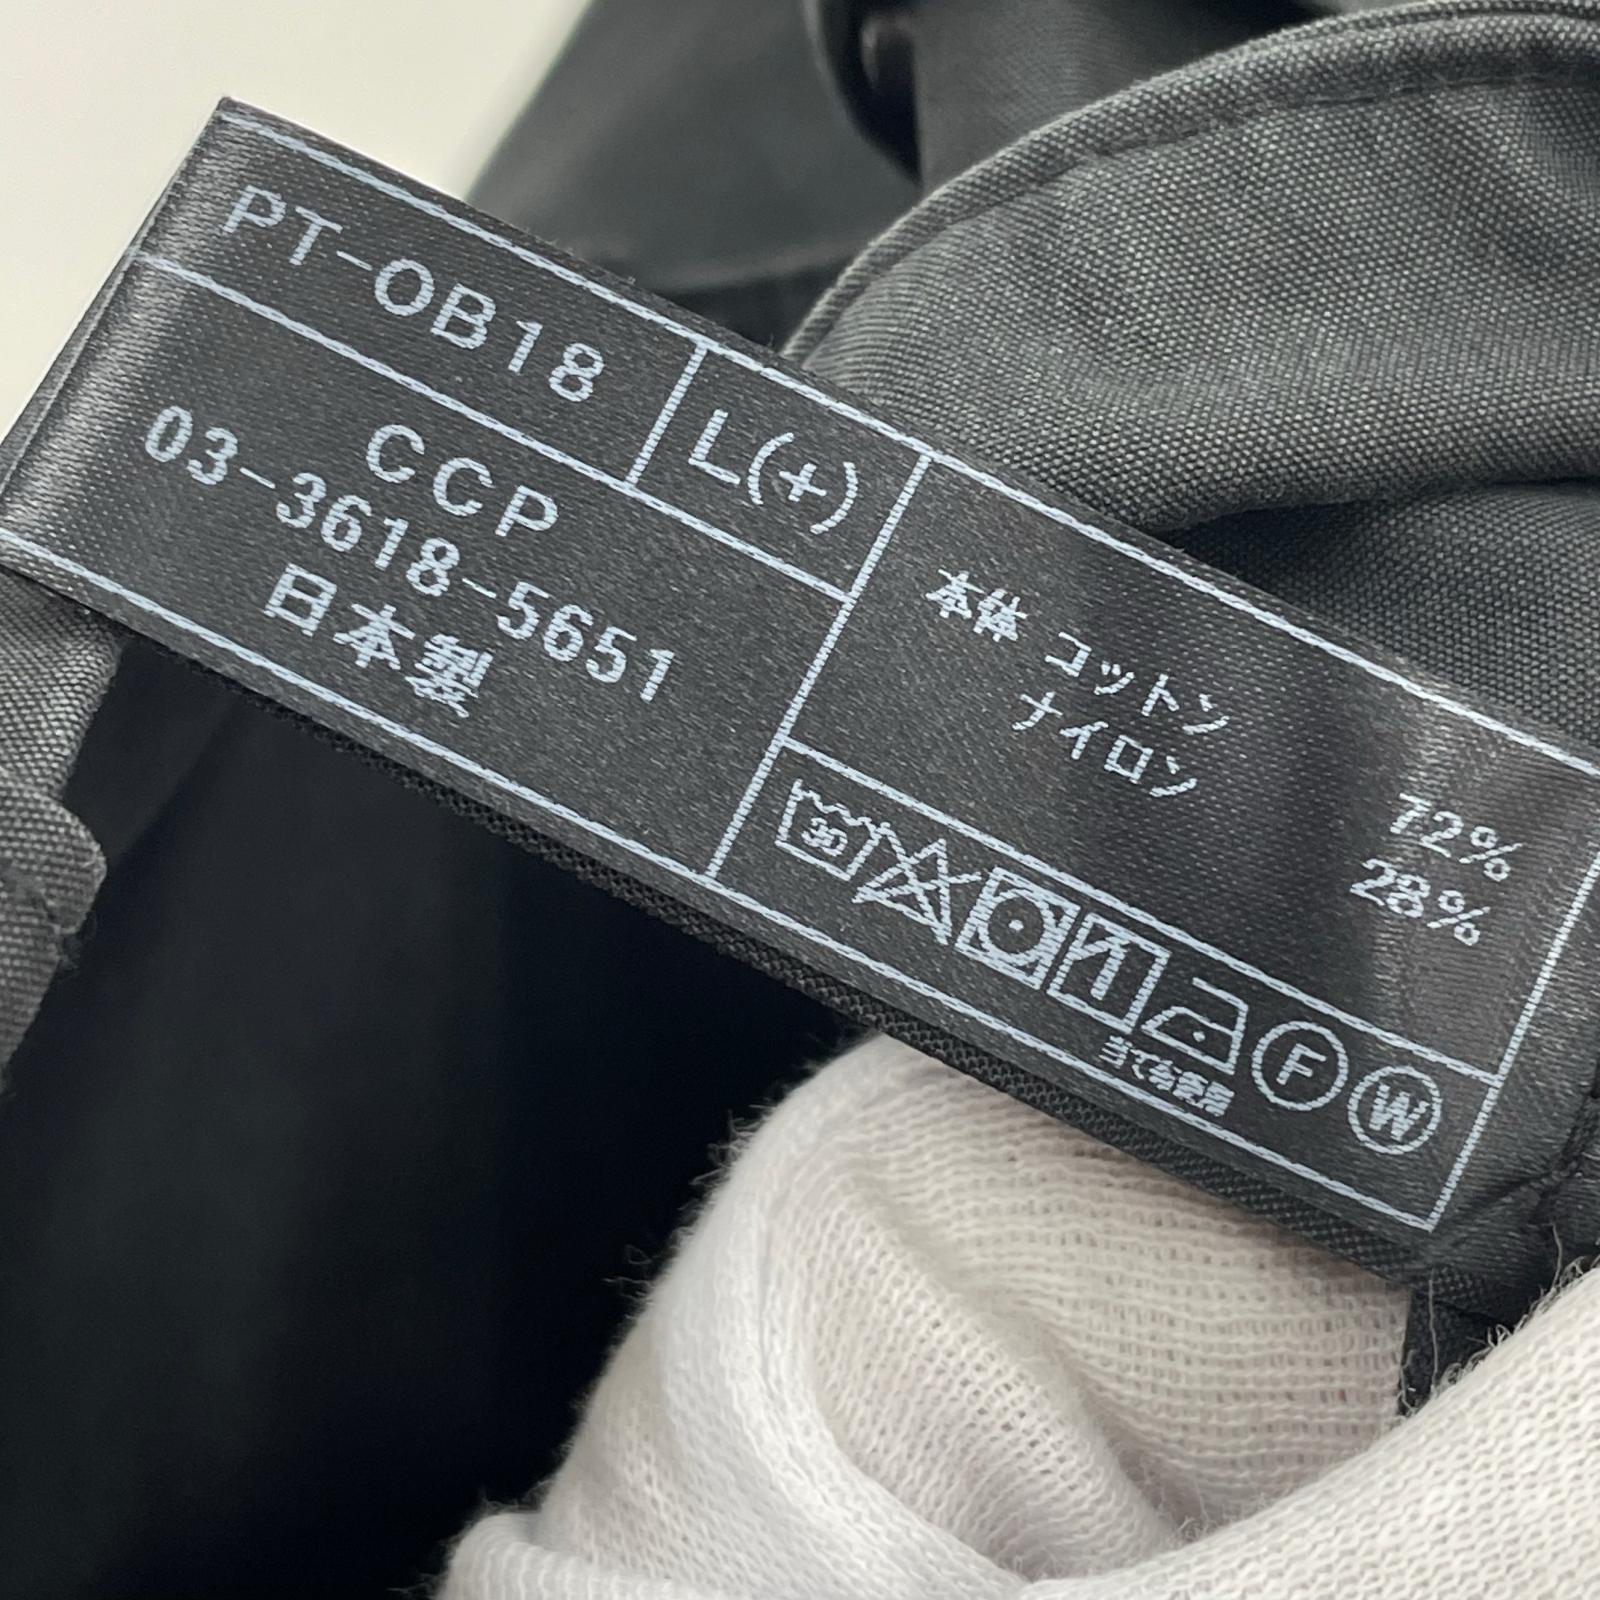 PT-OB18
L(+)
CCP
03-3618-5651
日本製
本体 コットン 72%
ナイロン 28%
30
F
W
当て布使用